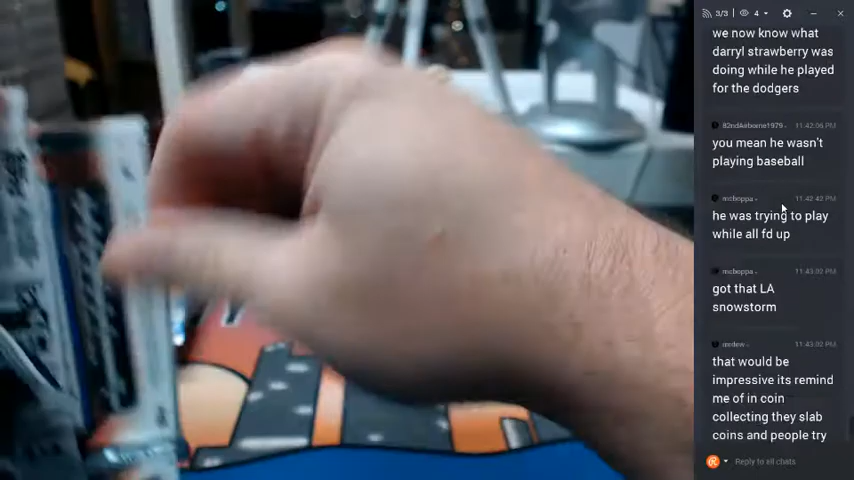 3/3
4
we now know what
darryl strawberry was
doing while he played
for the dodgers
82ndAirborne1979 11:42:06 PM
you mean he wasn't
playing baseball
mcboppa 11:42:42 PM
he was trying to play
while all fd up
mcboppa 11:43:02 PM
got that LA
snowstorm
11:43:02 PM
that would be
impressive its remind
me of in coin
collecting they slab
coins and people try
Reply to all chats